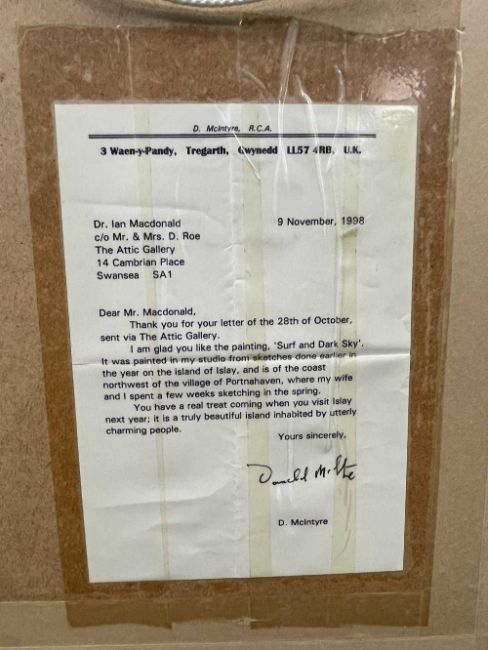 D. McIntyre, R.C.A.
3 Waen-y-Pandy, Tregarth, Gwynedd LL57 4RB, U.K.
Dr. Ian Macdonald 9 November, 1998
c/o Mr. & Mrs. D. Roe
The Attic Gallery
14 Cambrian Place
Swansea SA1
Dear Mr. Macdonald,
Thank you for your letter of the 28th of October,
sent via The Attic Gallery.
I am glad you like the painting, 'Surf and Dark Sky'.
It was painted in my studio from sketches done earlier in
the year on the island of Islay, and is of the coast
northwest of the village of Portnahaven, where my wife
and I spent a few weeks sketching in the spring.
You have a real treat coming when you visit Islay
next year; it is a truly beautiful island inhabited by utterly
charming people.
Yours sincerely,
Donald McIntyre
D. McIntyre